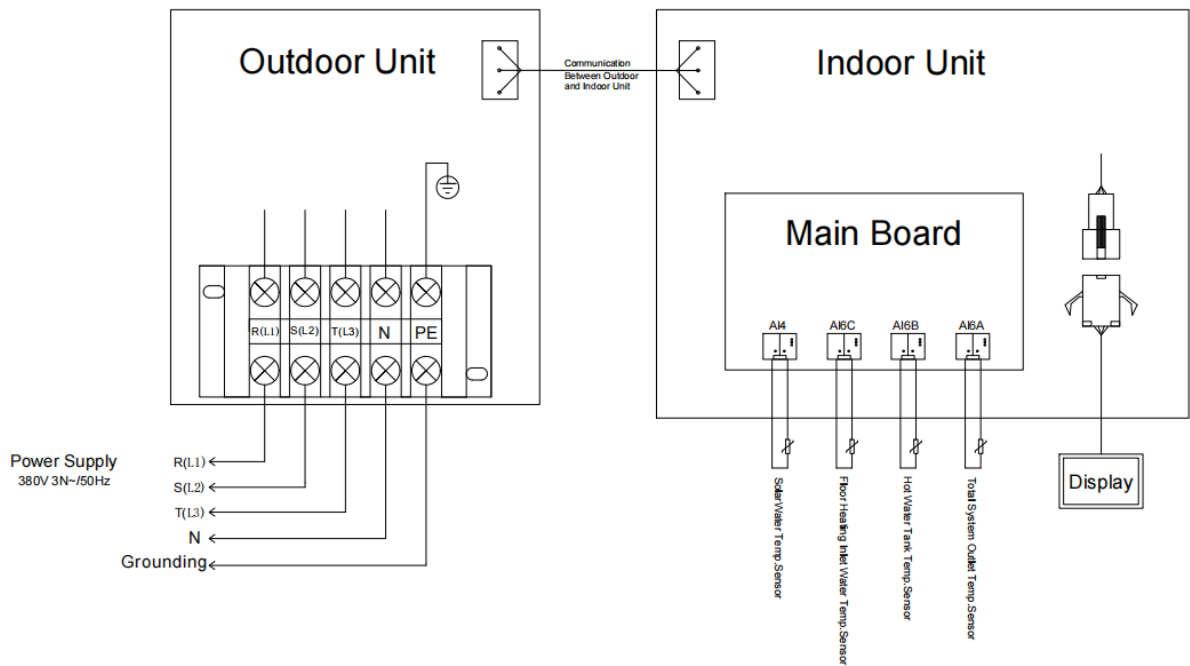 Outdoor Unit
Communication
Between Outdoor
and Indoor Unit
Indoor Unit
Main Board
R(L1) S(L2) T(L3) N PE
AI4 AI6C AI6B AI6A
Power Supply
380V 3N~/50Hz
R(L1)
S(L2)
T(L3)
N
Grounding
Solar Water Temp.Sensor
Floor Heating Inlet Water Temp.Sensor
Hot Water Tank Temp.Sensor
Total System Outlet Temp.Sensor
Display